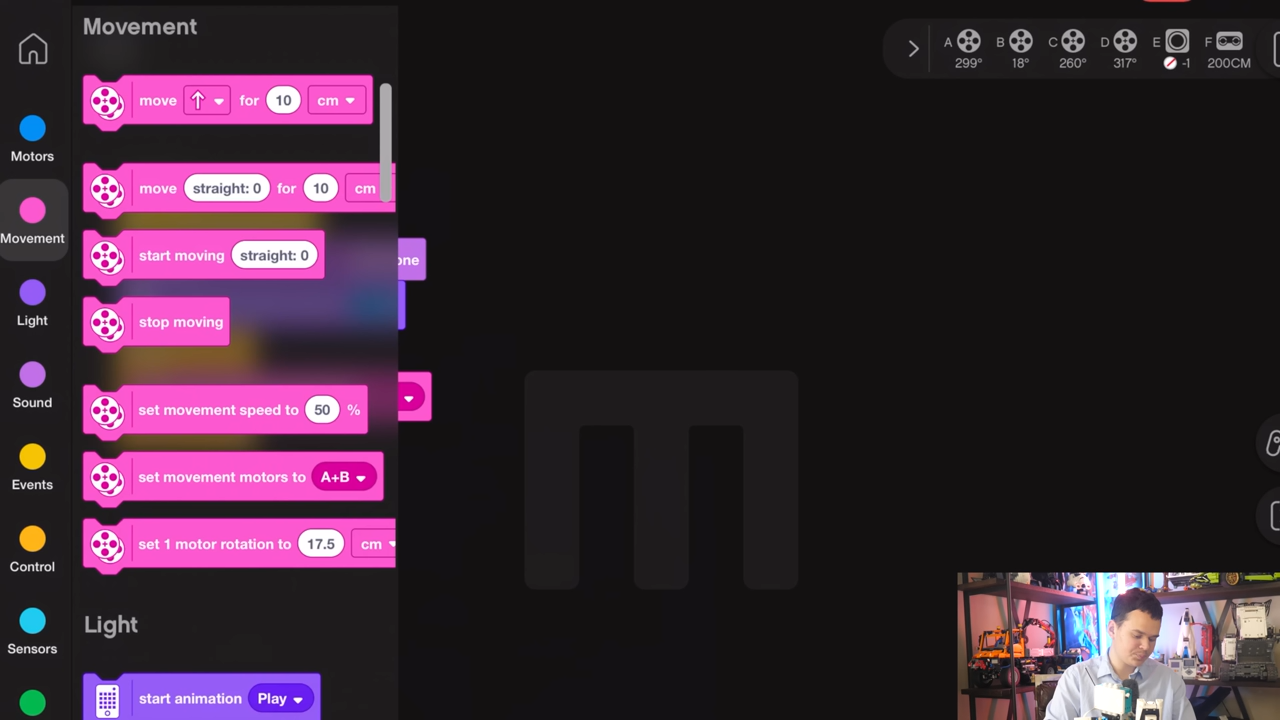 Movement
move for 10 cm
move straight: 0 for 10 cm
start moving straight: 0
stop moving
set movement speed to 50 %
set movement motors to A+B
set 1 motor rotation to 17.5 cm
Light
start animation Play
Motors
Movement
Light
Sound
Events
Control
Sensors
one
A B C D E F
299° 18° 260° 317° -1 200CM